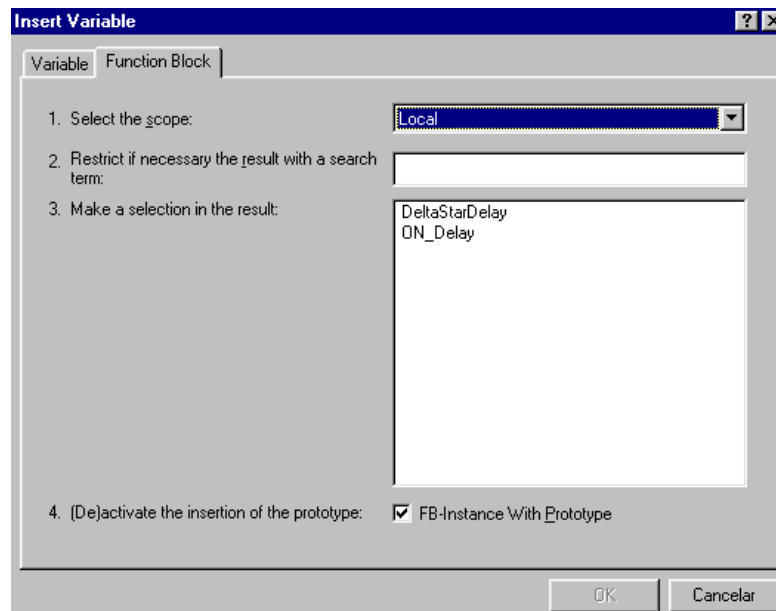 Insert Variable
Variable Function Block
1. Select the scope: Local
2. Restrict if necessary the result with a search
term:
3. Make a selection in the result:
DeltaStarDelay
ON_Delay
4. (De)activate the insertion of the prototype: FB-Instance With Prototype
OK Cancelar